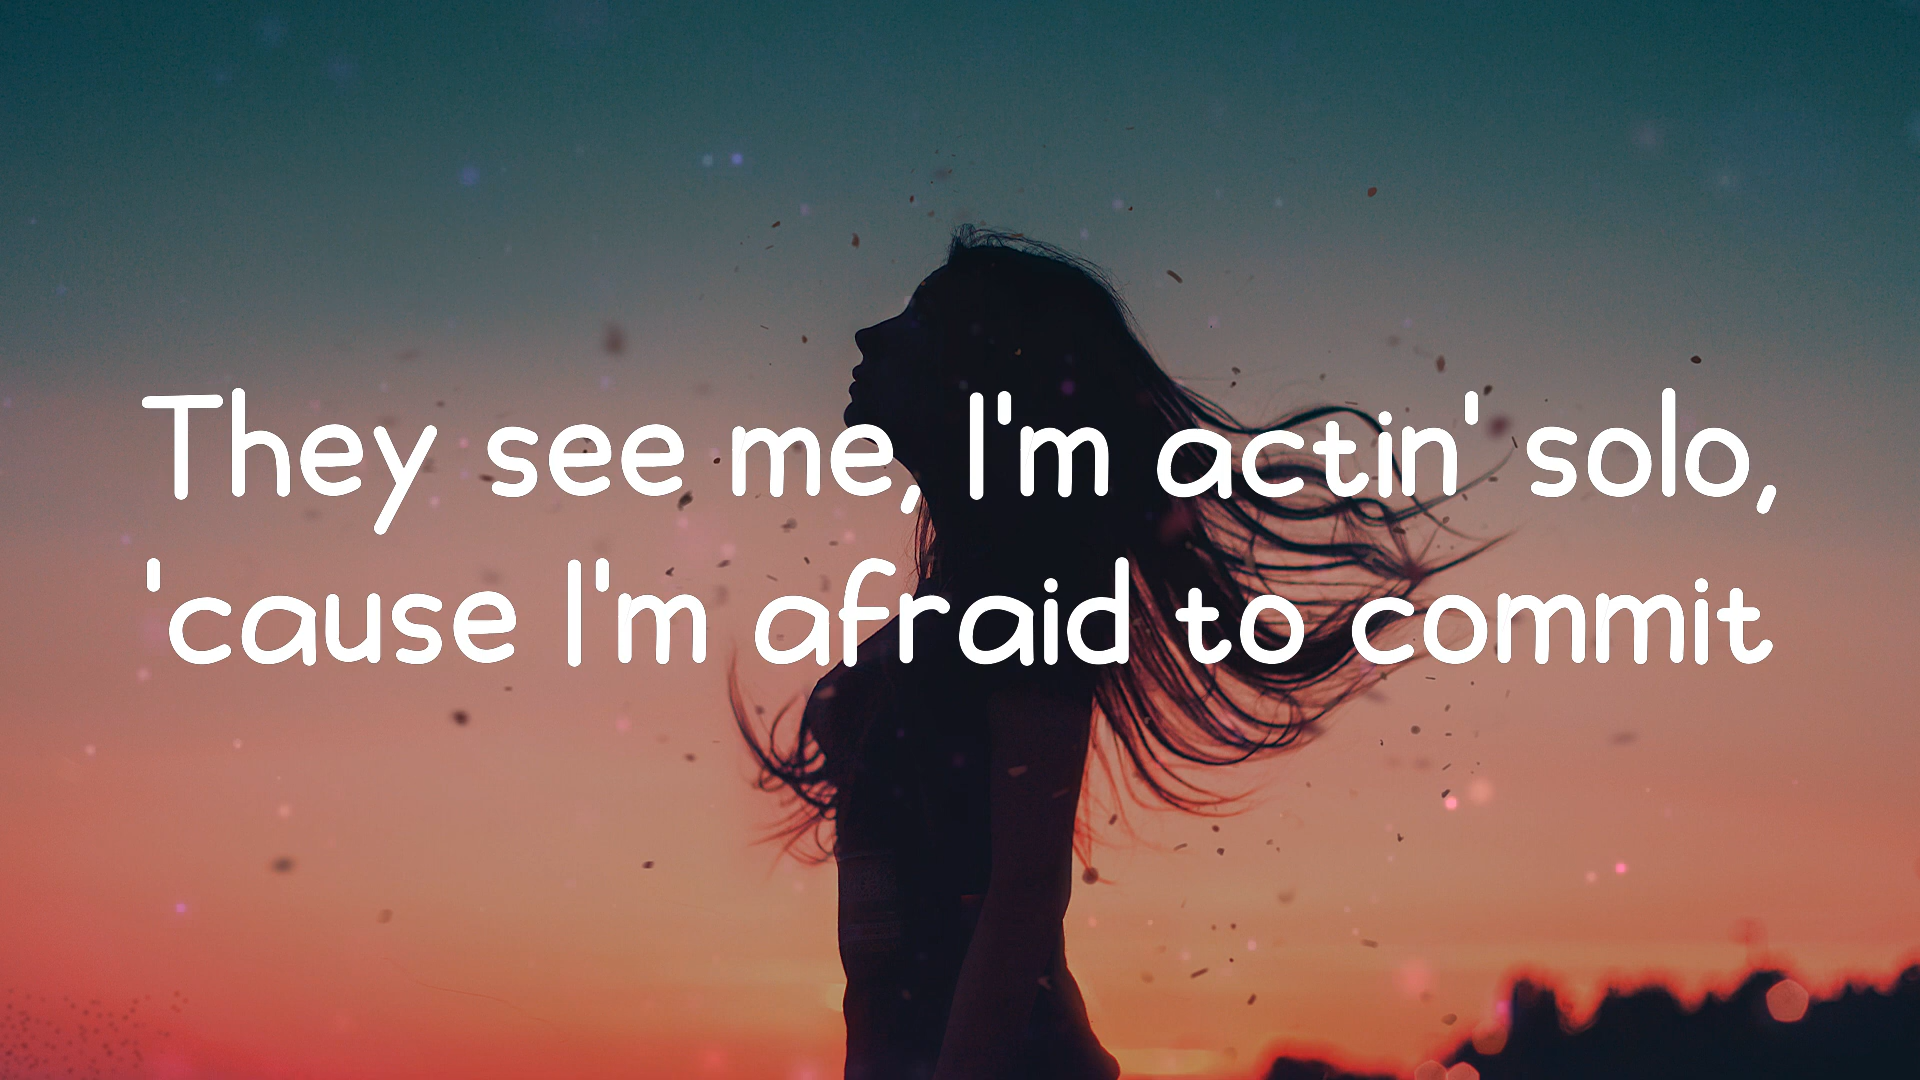 They see me, I'm actin' solo,
'cause I'm afraid to commit